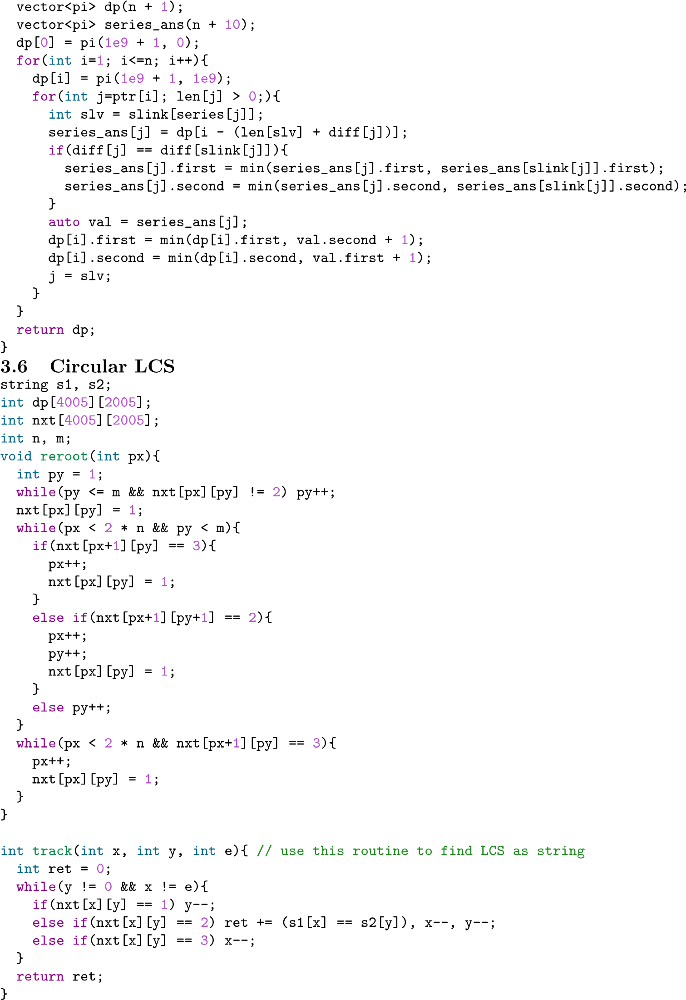 vector<pi> dp(n + 1);
  vector<pi> series_ans(n + 10);
  dp[0] = pi(1e9 + 1, 0);
  for(int i=1; i<=n; i++){
    dp[i] = pi(1e9 + 1, 1e9);
    for(int j=ptr[i]; len[j] > 0;){
      int slv = slink[series[j]];
      series_ans[j] = dp[i - (len[slv] + diff[j])];
      if(diff[j] == diff[slink[j]]){
        series_ans[j].first = min(series_ans[j].first, series_ans[slink[j]].first);
        series_ans[j].second = min(series_ans[j].second, series_ans[slink[j]].second);
      }
      auto val = series_ans[j];
      dp[i].first = min(dp[i].first, val.second + 1);
      dp[i].second = min(dp[i].second, val.first + 1);
      j = slv;
    }
  }
  return dp;
}
3.6 Circular LCS
string s1, s2;
int dp[4005][2005];
int nxt[4005][2005];
int n, m;
void reroot(int px){
  int py = 1;
  while(py <= m && nxt[px][py] != 2) py++;
  nxt[px][py] = 1;
  while(px < 2 * n && py < m){
    if(nxt[px+1][py] == 3){
      px++;
      nxt[px][py] = 1;
    }
    else if(nxt[px+1][py+1] == 2){
      px++;
      py++;
      nxt[px][py] = 1;
    }
    else py++;
  }
  while(px < 2 * n && nxt[px+1][py] == 3){
    px++;
    nxt[px][py] = 1;
  }
}

int track(int x, int y, int e){ // use this routine to find LCS as string
  int ret = 0;
  while(y != 0 && x != e){
    if(nxt[x][y] == 1) y--;
    else if(nxt[x][y] == 2) ret += (s1[x] == s2[y]), x--, y--;
    else if(nxt[x][y] == 3) x--;
  }
  return ret;
}